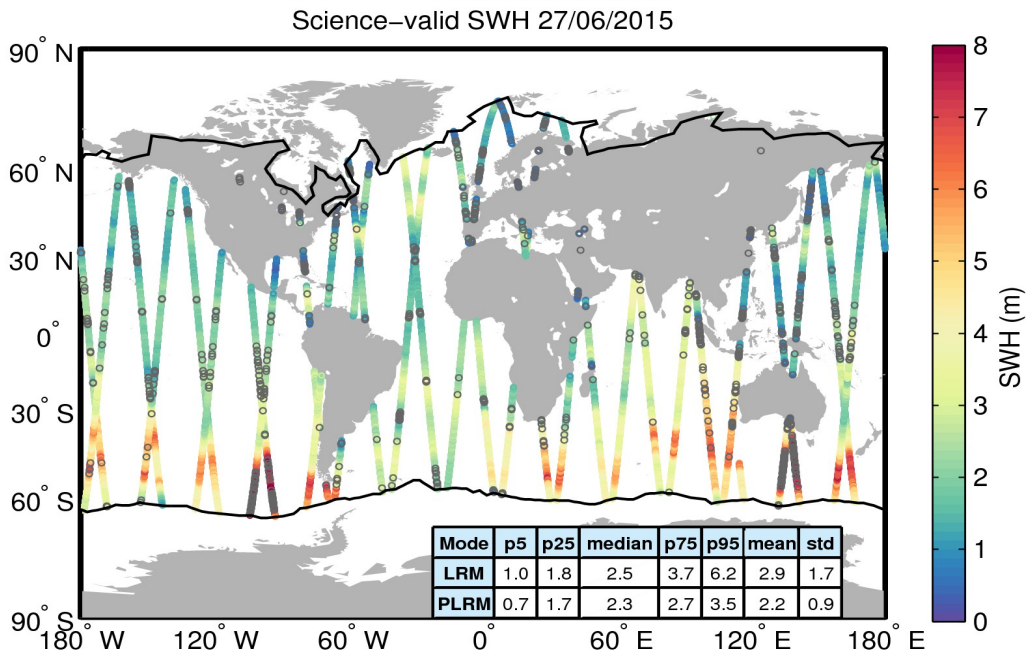 Science−valid SWH 27/06/2015
90° N
60° N
30° N
0°
30° S
60° S
90° S
180° W
120° W
60° W
0°
60° E
120° E
180° E
Mode p5 p25 median p75 p95 mean std
LRM 1.0 1.8 2.5 3.7 6.2 2.9 1.7
PLRM 0.7 1.7 2.3 2.7 3.5 2.2 0.9
8
7
6
5
4
3
2
1
0
SWH (m)